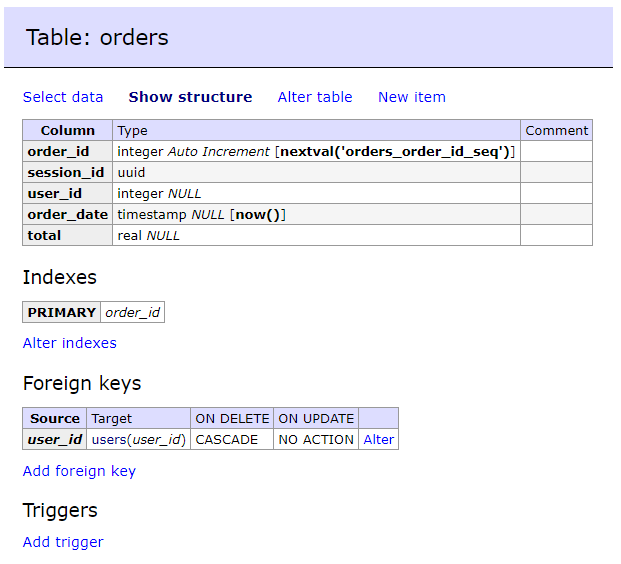 Table: orders
Select data Show structure Alter table New item
Column Type Comment
order_id integer Auto Increment [nextval('orders_order_id_seq')]
session_id uuid
user_id integer NULL
order_date timestamp NULL [now()]
total real NULL
Indexes
PRIMARY order_id
Alter indexes
Foreign keys
Source Target ON DELETE ON UPDATE
user_id users(user_id) CASCADE NO ACTION Alter
Add foreign key
Triggers
Add trigger